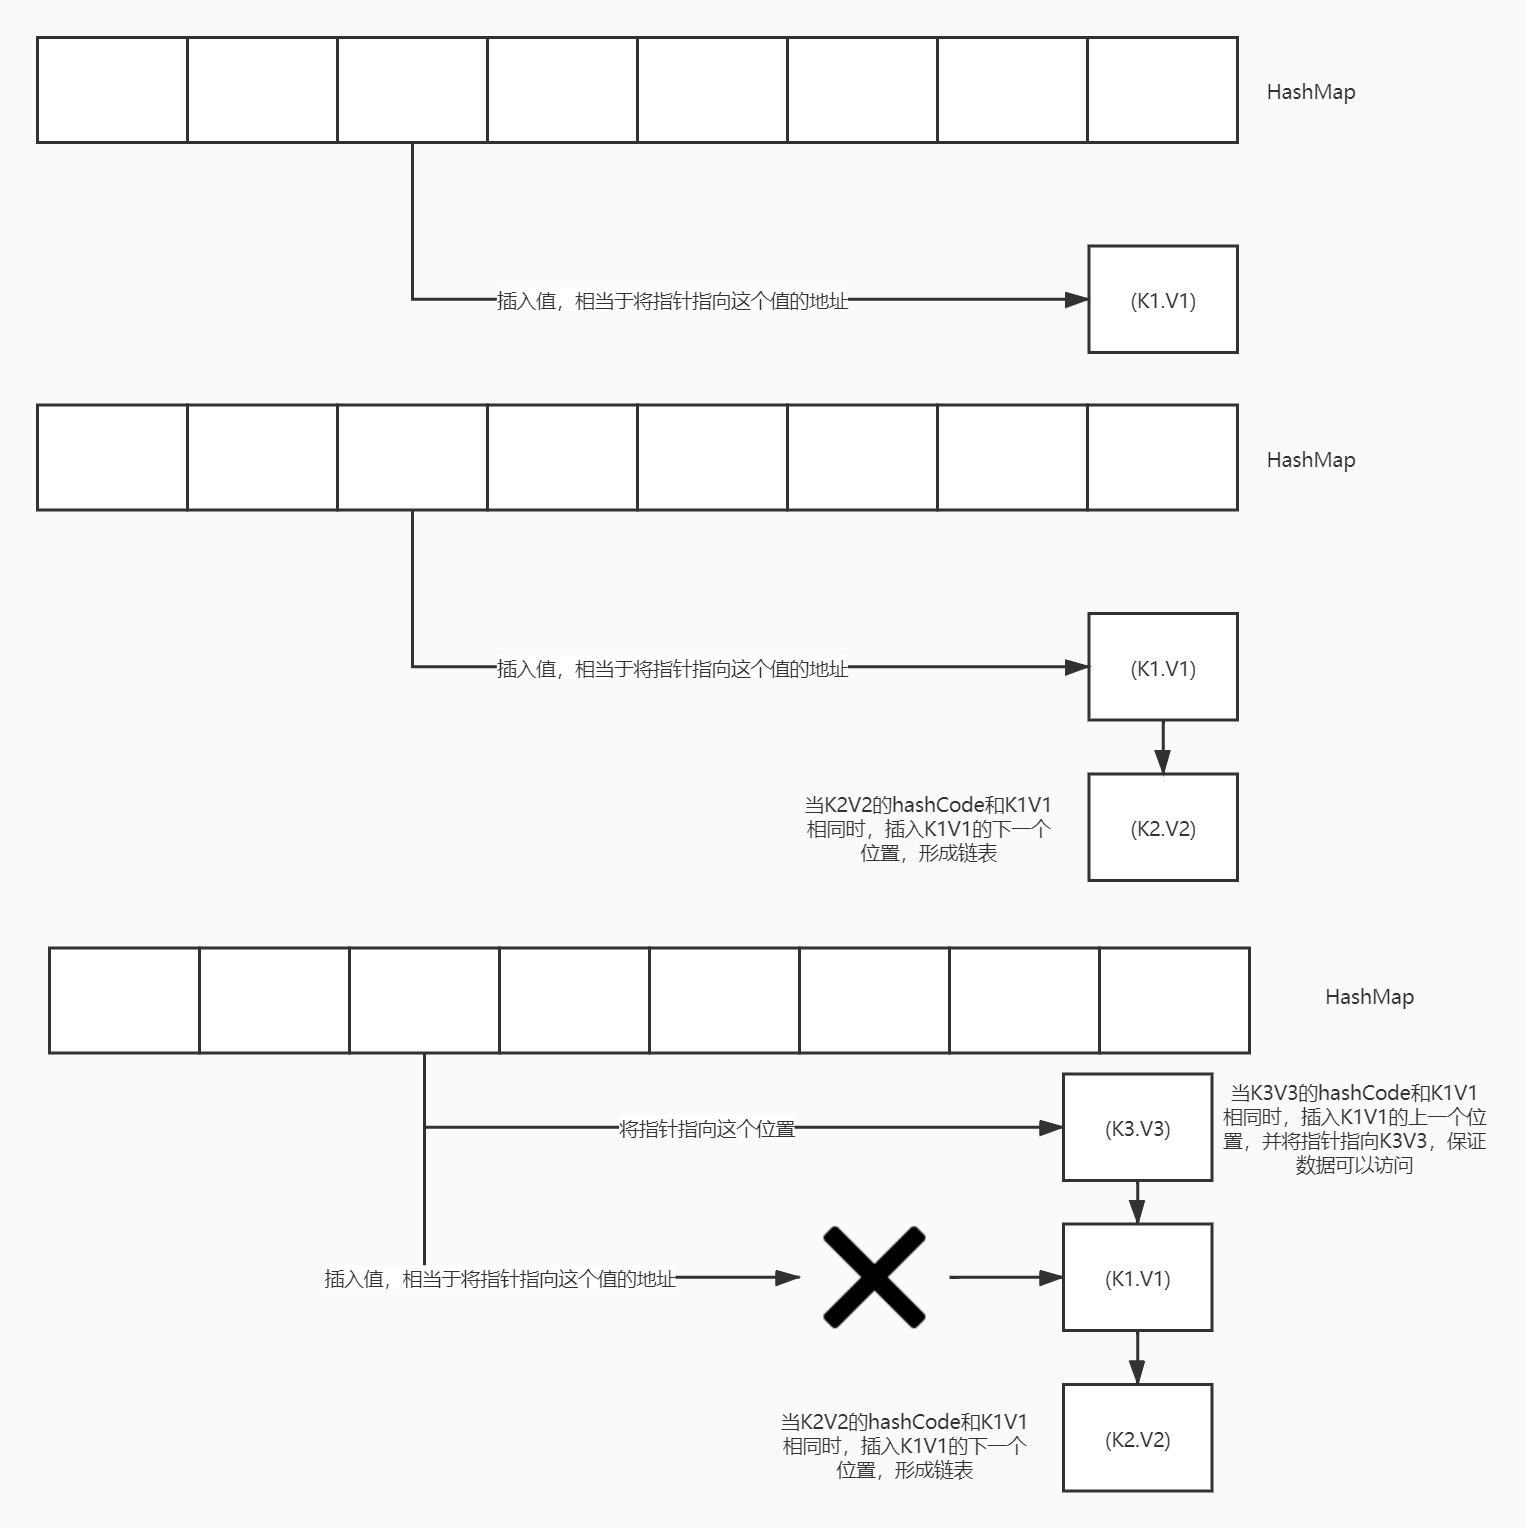 HashMap
插入值，相当于将指针指向这个值的地址
(K1.V1)
HashMap
插入值，相当于将指针指向这个值的地址
(K1.V1)
当K2V2的hashCode和K1V1
相同时，插入K1V1的下一个
位置，形成链表
(K2.V2)
HashMap
将指针指向这个位置
(K3.V3)
当K3V3的hashCode和K1V1
相同时，插入K1V1的上一个位
置，并将指针指向K3V3，保证
数据可以访问
插入值，相当于将指针指向这个值的地址
(K1.V1)
当K2V2的hashCode和K1V1
相同时，插入K1V1的下一个
位置，形成链表
(K2.V2)